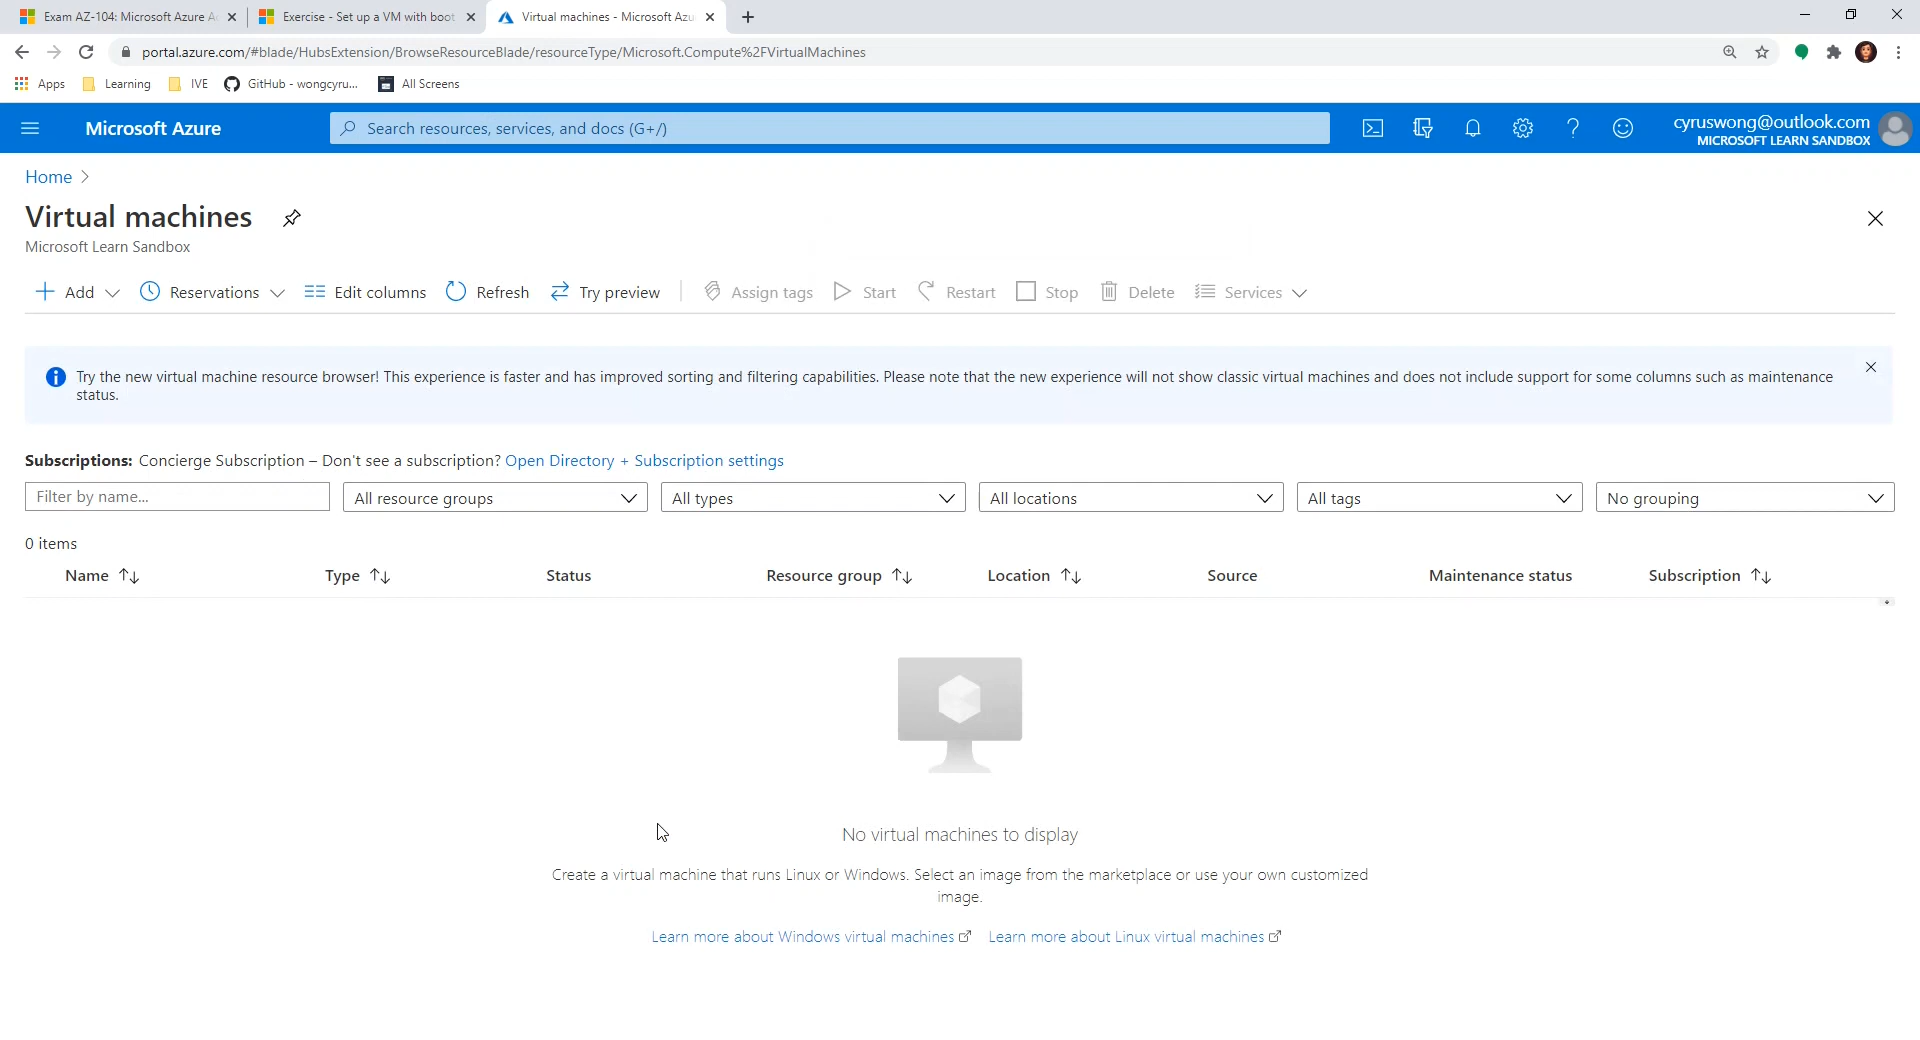 Exam AZ-104: Microsoft Azure A
Exercise - Set up a VM with boot
Virtual machines - Microsoft Azu
portal.azure.com/#blade/HubsExtension/BrowseResourceBlade/resourceType/Microsoft.Compute%2FVirtualMachines
Apps
Learning
IVE
GitHub - wongcyru...
All Screens
Microsoft Azure
Search resources, services, and docs (G+/)
cyruswong@outlook.com
MICROSOFT LEARN SANDBOX
Home
Virtual machines
Microsoft Learn Sandbox
Add
Reservations
Edit columns
Refresh
Try preview
Assign tags
Start
Restart
Stop
Delete
Services
Try the new virtual machine resource browser! This experience is faster and has improved sorting and filtering capabilities. Please note that the new experience will not show classic virtual machines and does not include support for some columns such as maintenance
status.
Subscriptions: Concierge Subscription – Don't see a subscription? Open Directory + Subscription settings
Filter by name...
All resource groups
All types
All locations
All tags
No grouping
0 items
Name
Type
Status
Resource group
Location
Source
Maintenance status
Subscription
No virtual machines to display
Create a virtual machine that runs Linux or Windows. Select an image from the marketplace or use your own customized
image.
Learn more about Windows virtual machines
Learn more about Linux virtual machines